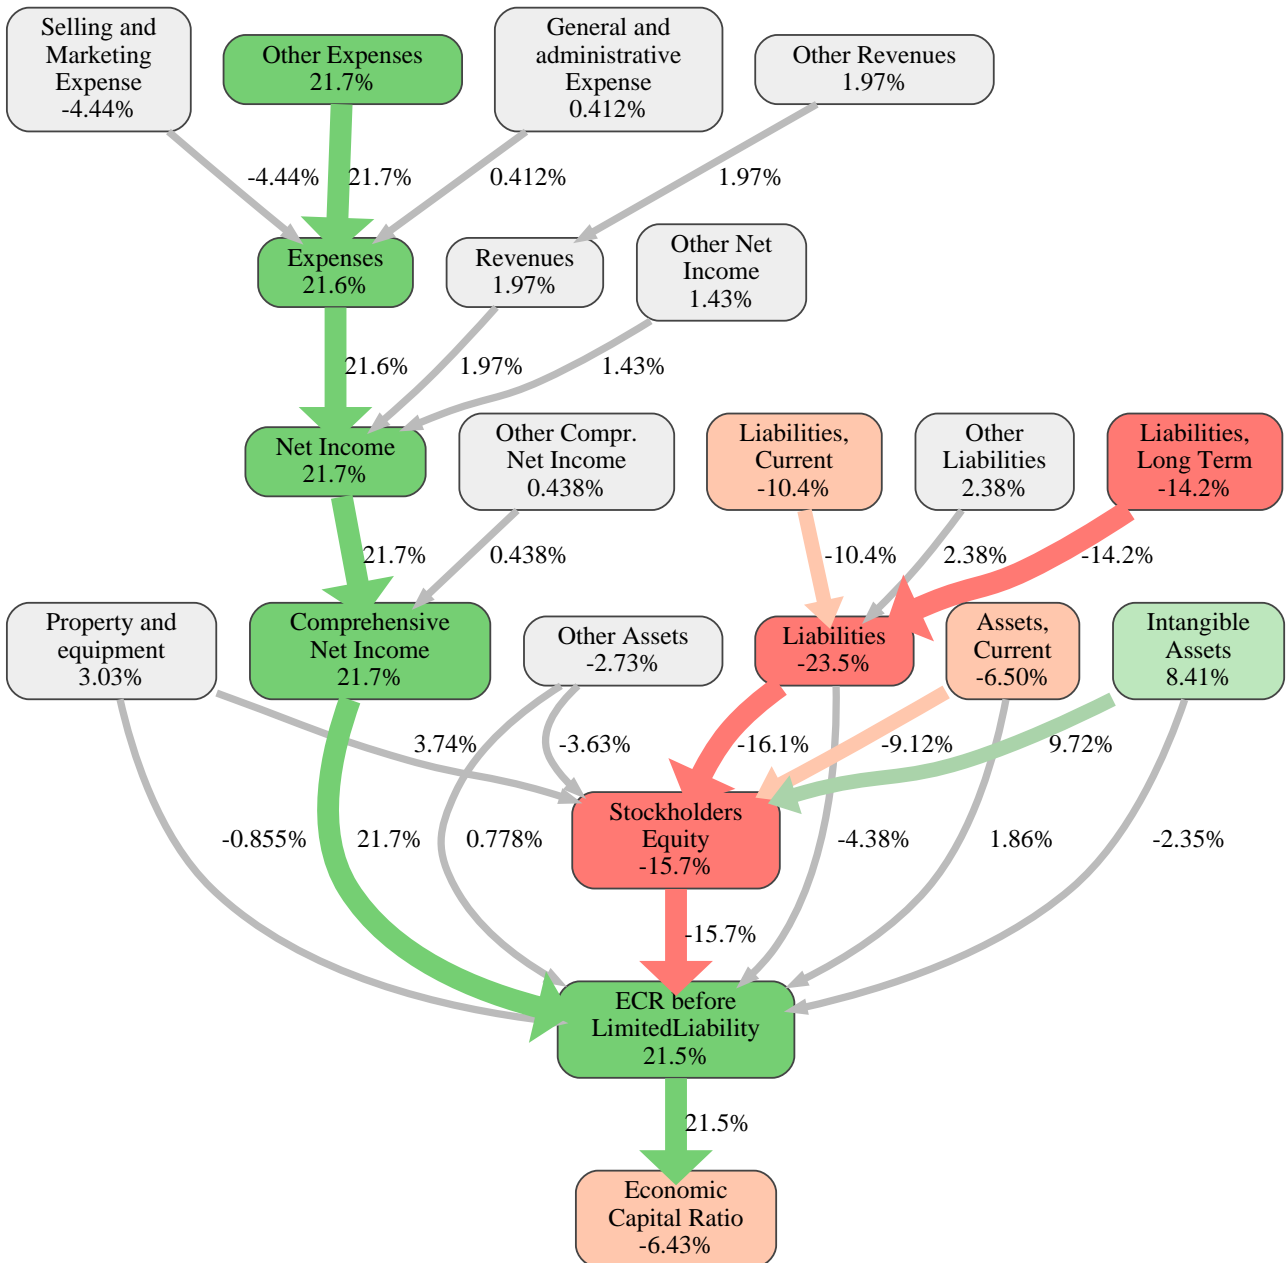 Selling and
Marketing
Expense
-4.44%
Other Expenses
21.7%
General and
administrative
Expense
0.412%
Other Revenues
1.97%
-4.44%
21.7%
0.412%
1.97%
Expenses
21.6%
Revenues
1.97%
Other Net
Income
1.43%
21.6%
1.97%
1.43%
Net Income
21.7%
Other Compr.
Net Income
0.438%
Liabilities,
Current
-10.4%
Other
Liabilities
2.38%
Liabilities,
Long Term
-14.2%
21.7%
0.438%
-10.4%
2.38%
-14.2%
Property and
equipment
3.03%
Comprehensive
Net Income
21.7%
Other Assets
-2.73%
Liabilities
-23.5%
Assets,
Current
-6.50%
Intangible
Assets
8.41%
3.74%
-3.63%
-16.1%
-9.12%
9.72%
Stockholders
Equity
-15.7%
-0.855%
21.7%
0.778%
-4.38%
1.86%
-2.35%
-15.7%
ECR before
LimitedLiability
21.5%
21.5%
Economic
Capital Ratio
-6.43%